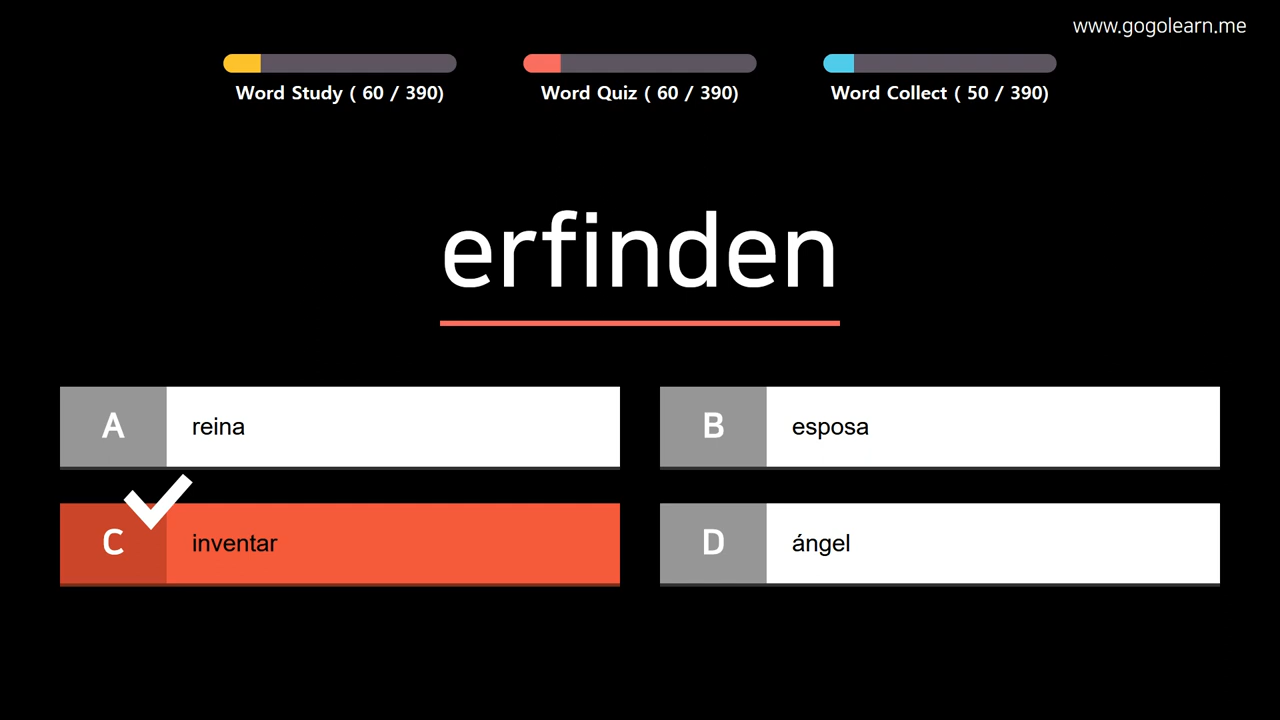 www.gogolearn.me
Word Study ( 60 / 390)
Word Quiz ( 60 / 390)
Word Collect ( 50 / 390)
erfinden
A reina
B esposa
C inventar
D ángel